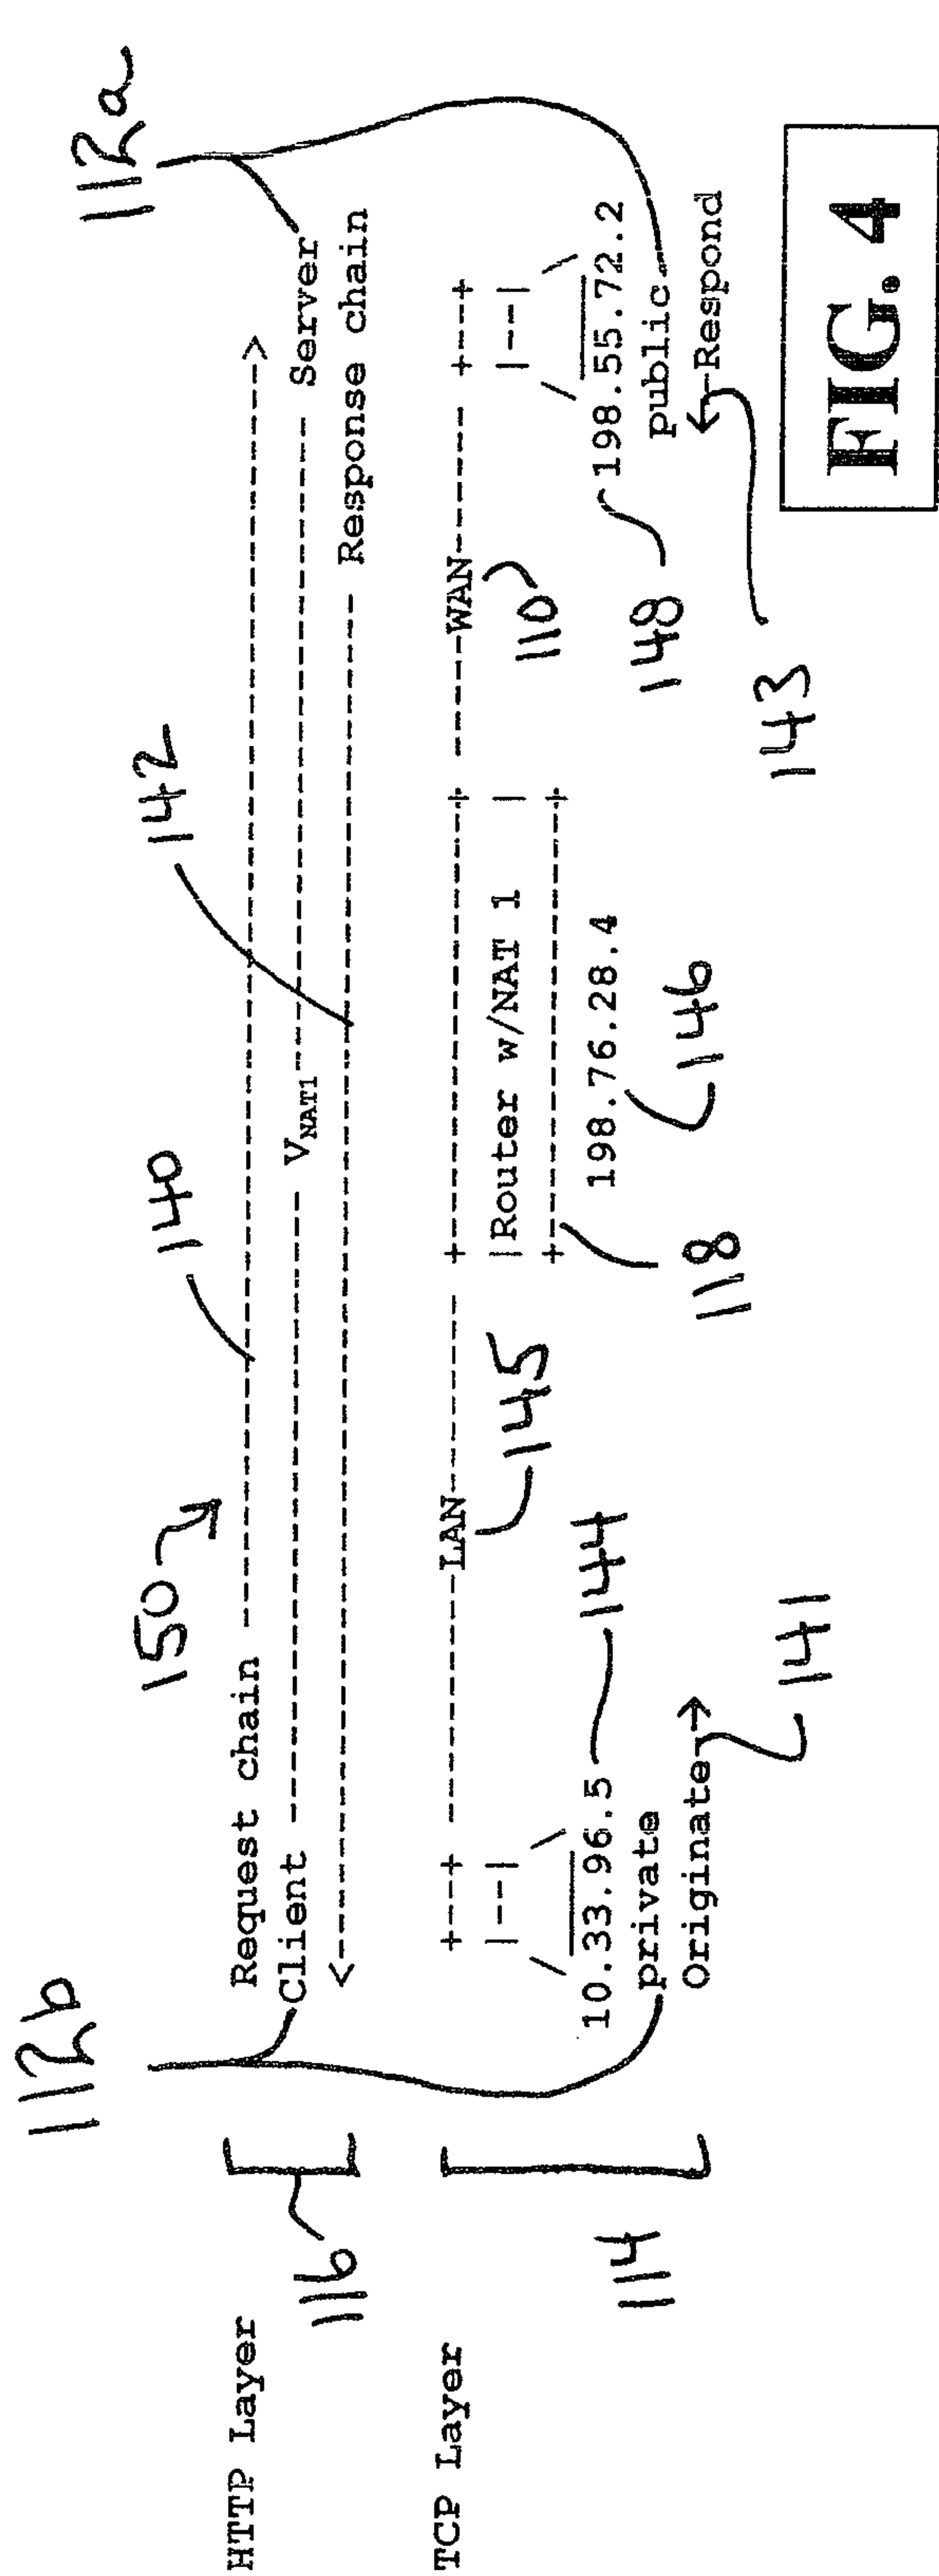 112b
112a
150
140
142
HTTP Layer
116
Request chain ---------------------------------->
Client ---------------- V_NAT1 ---------------- Server
<---------------------------------- Response chain
TCP Layer
114
+---+ ---------LAN--------- +----------------+ ------WAN--------- +---+
|---| |Router w/NAT 1 | |---|
/ \ +----------------+ / \
145
110
10.33.96.5
144
118
198.76.28.4
146
148
198.55.72.2
private
public
Originate-->
141
<--Respond
143
FIG. 4